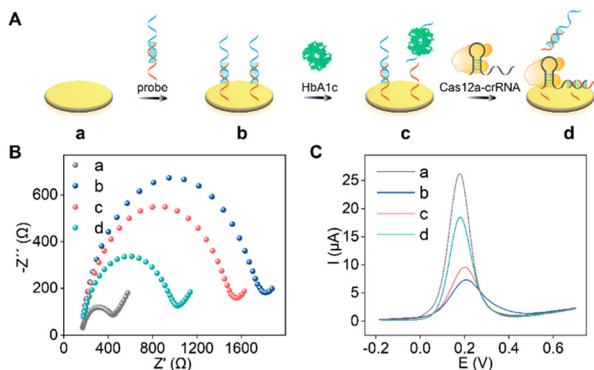 A
probe
HbA1c
Cas12a-crRNA
a
b
c
d
B
a
b
c
d
-Z´´ (Ω)
600
400
200
0
0
400
800
1200
1600
Z' (Ω)
C
a
b
c
d
I (μA)
25
20
15
10
5
0
-0.2
0.0
0.2
0.4
0.6
E (V)